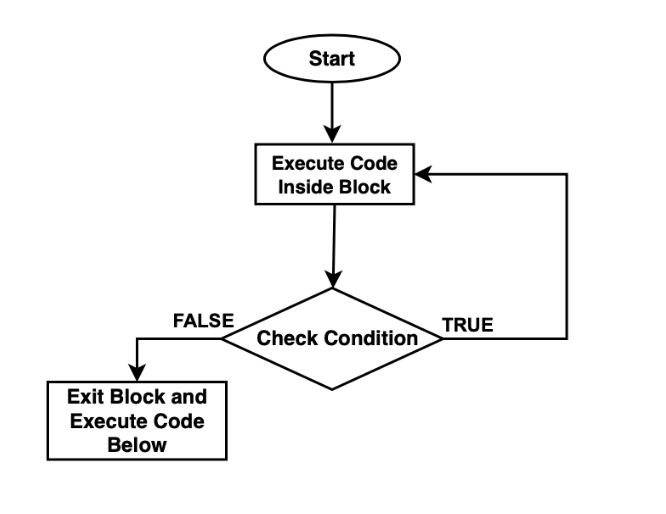 Start
Execute Code
Inside Block
FALSE
TRUE
Check Condition
Exit Block and
Execute Code
Below